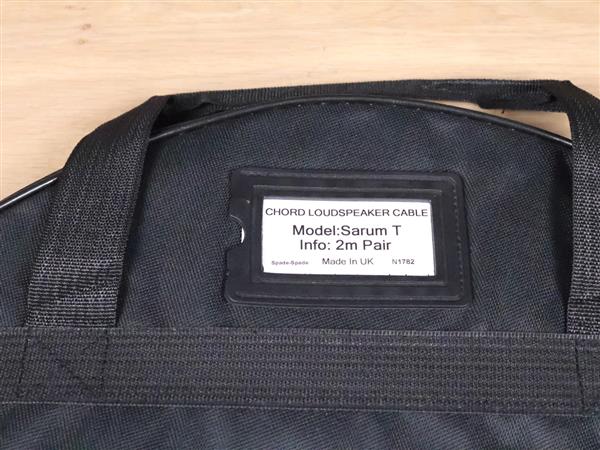 CHORD LOUDSPEAKER CABLE
Model:Sarum T
Info: 2m Pair
Spade-Spade Made In UK N1782